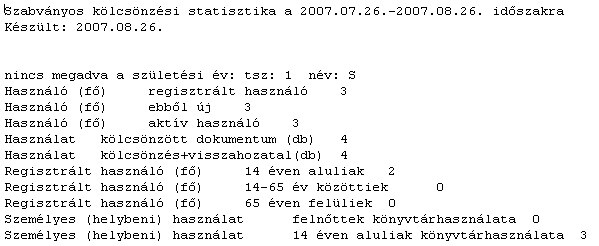 Szabványos kölcsönzési statisztika a 2007.07.26.-2007.08.26. időszakra
Készült: 2007.08.26.
nincs megadva a születési év: tsz: 1 név: S
Használó (fő) regisztrált használó 3
Használó (fő) ebből új 3
Használó (fő) aktív használó 3
Használat kölcsönzött dokumentum (db) 4
Használat kölcsönzés+visszahozatal(db) 4
Regisztrált használó (fő) 14 éven aluliak 2
Regisztrált használó (fő) 14-65 év közöttiek 0
Regisztrált használó (fő) 65 éven felüliek 0
Személyes (helybeni) használat felnőttek könyvtárhasználata 0
Személyes (helybeni) használat 14 éven aluliak könyvtárhasználata 3